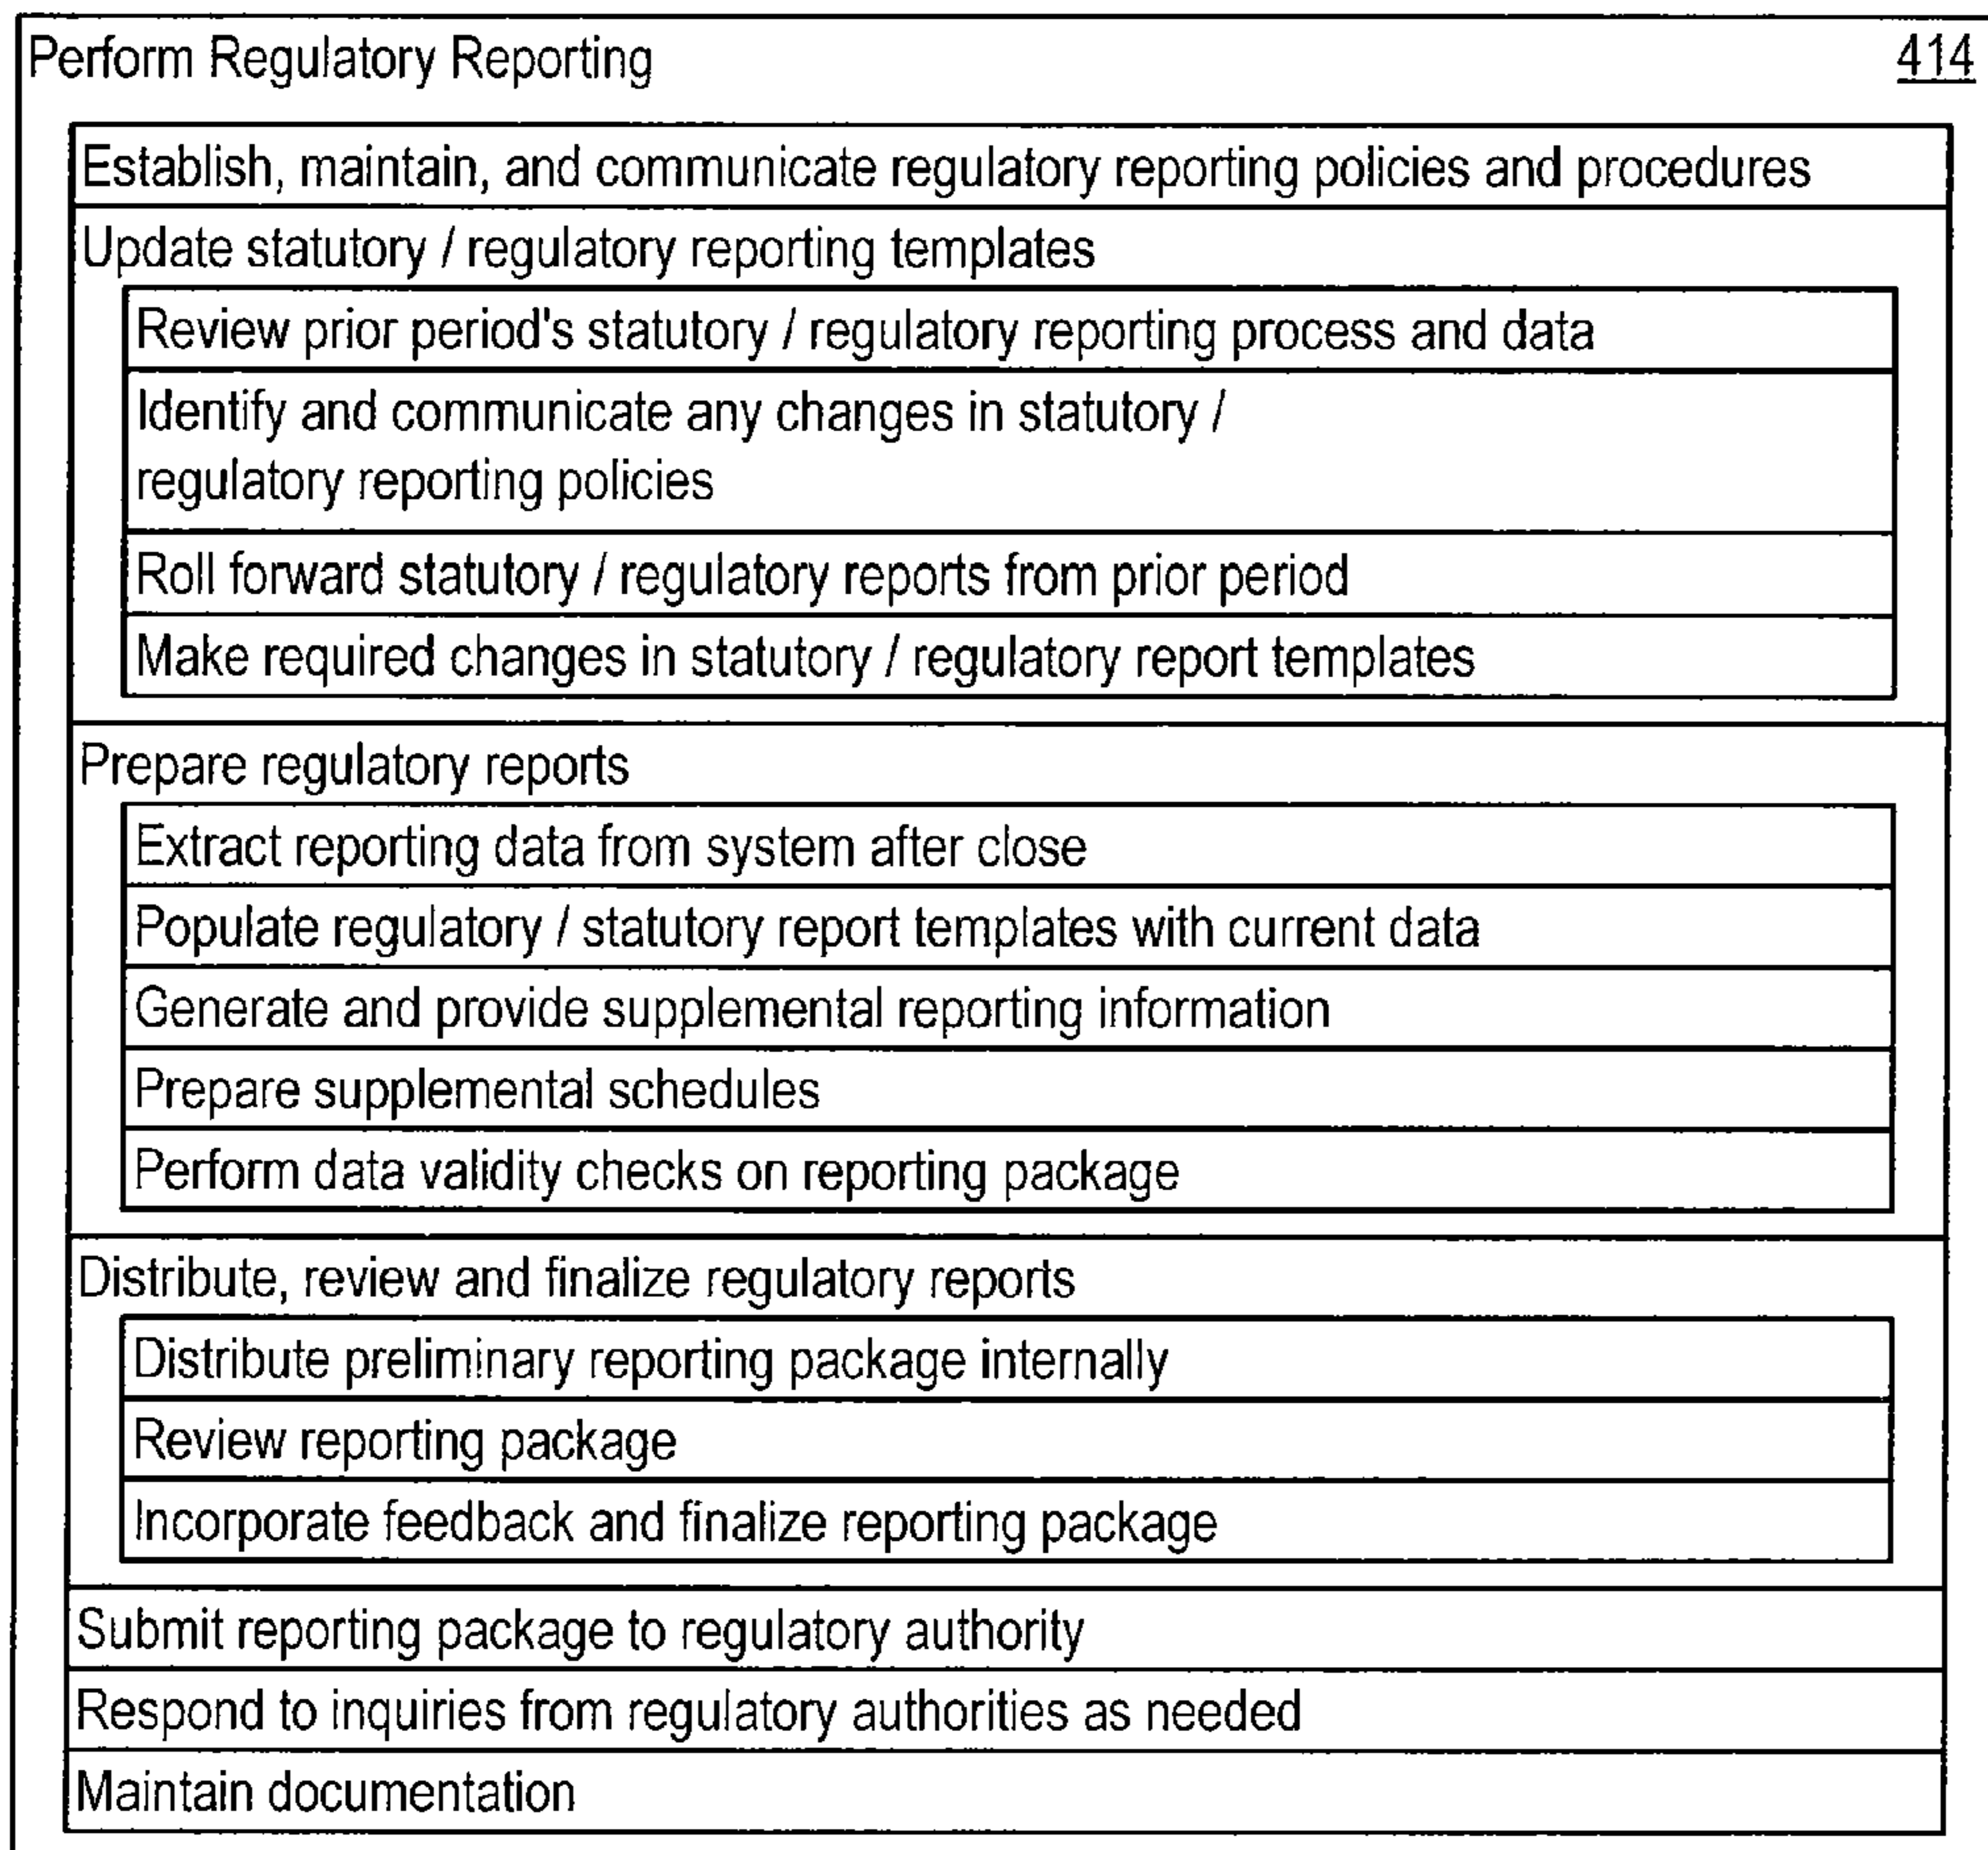 Perform Regulatory Reporting 414
Establish, maintain, and communicate regulatory reporting policies and procedures
Update statutory / regulatory reporting templates
Review prior period's statutory / regulatory reporting process and data
Identify and communicate any changes in statutory /
regulatory reporting policies
Roll forward statutory / regulatory reports from prior period
Make required changes in statutory / regulatory report templates
Prepare regulatory reports
Extract reporting data from system after close
Populate regulatory / statutory report templates with current data
Generate and provide supplemental reporting information
Prepare supplemental schedules
Perform data validity checks on reporting package
Distribute, review and finalize regulatory reports
Distribute preliminary reporting package internally
Review reporting package
Incorporate feedback and finalize reporting package
Submit reporting package to regulatory authority
Respond to inquiries from regulatory authorities as needed
Maintain documentation